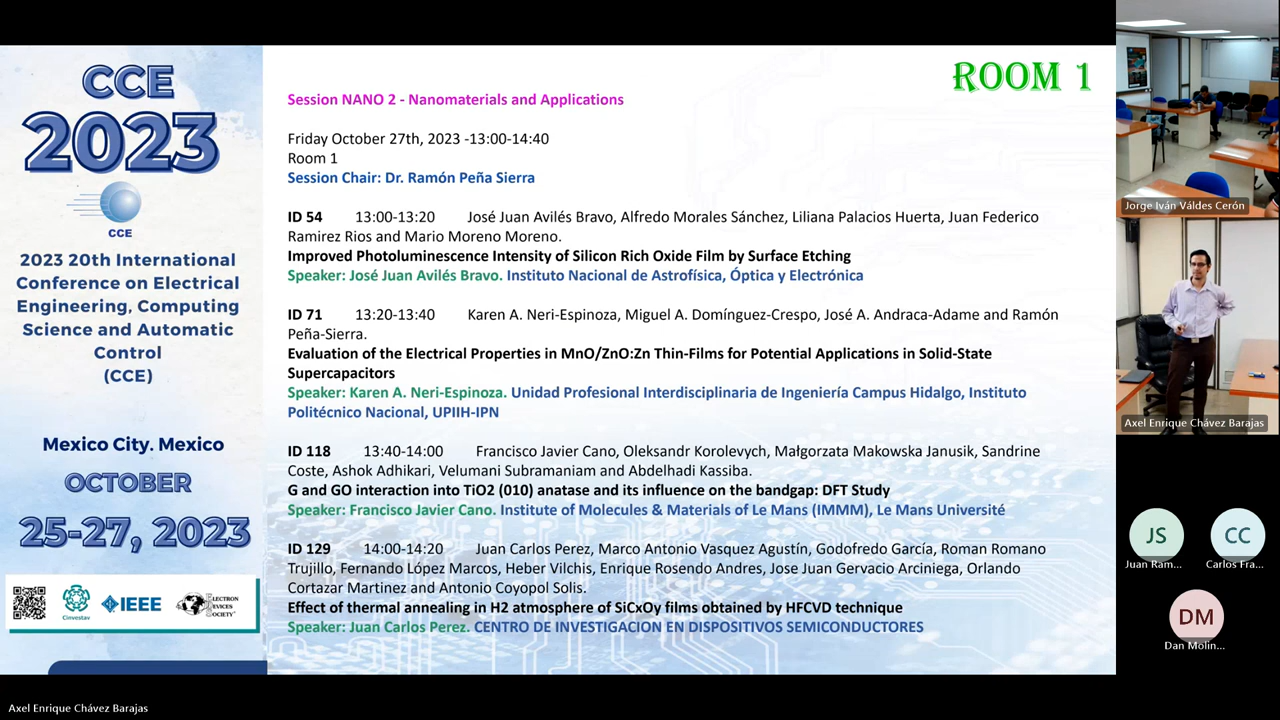 CCE
2023
CCE
2023 20th International
Conference on Electrical
Engineering, Computing
Science and Automatic
Control
(CCE)
Mexico City. Mexico
OCTOBER
25-27, 2023
Cinvestav
IEEE
ELECTRON
DEVICES
SOCIETY®
ROOM 1
Session NANO 2 - Nanomaterials and Applications
Friday October 27th, 2023 -13:00-14:40
Room 1
Session Chair: Dr. Ramón Peña Sierra
ID 54 13:00-13:20 José Juan Avilés Bravo, Alfredo Morales Sánchez, Liliana Palacios Huerta, Juan Federico
Ramirez Rios and Mario Moreno Moreno.
Improved Photoluminescence Intensity of Silicon Rich Oxide Film by Surface Etching
Speaker: José Juan Avilés Bravo. Instituto Nacional de Astrofísica, Óptica y Electrónica
ID 71 13:20-13:40 Karen A. Neri-Espinoza, Miguel A. Domínguez-Crespo, José A. Andraca-Adame and Ramón
Peña-Sierra.
Evaluation of the Electrical Properties in MnO/ZnO:Zn Thin-Films for Potential Applications in Solid-State
Supercapacitors
Speaker: Karen A. Neri-Espinoza. Unidad Profesional Interdisciplinaria de Ingeniería Campus Hidalgo, Instituto
Politécnico Nacional, UPIIH-IPN
ID 118 13:40-14:00 Francisco Javier Cano, Oleksandr Korolevych, Małgorzata Makowska Janusik, Sandrine
Coste, Ashok Adhikari, Velumani Subramaniam and Abdelhadi Kassiba.
G and GO interaction into TiO2 (010) anatase and its influence on the bandgap: DFT Study
Speaker: Francisco Javier Cano. Institute of Molecules & Materials of Le Mans (IMMM), Le Mans Université
ID 129 14:00-14:20 Juan Carlos Perez, Marco Antonio Vasquez Agustín, Godofredo García, Roman Romano
Trujillo, Fernando López Marcos, Heber Vilchis, Enrique Rosendo Andres, Jose Juan Gervacio Arciniega, Orlando
Cortazar Martinez and Antonio Coyopol Solis.
Effect of thermal annealing in H2 atmosphere of SiCxOy films obtained by HFCVD technique
Speaker: Juan Carlos Perez. CENTRO DE INVESTIGACION EN DISPOSITIVOS SEMICONDUCTORES
Jorge Iván Váldes Cerón
Axel Enrique Chávez Barajas
JS
Juan Ram...
CC
Carlos Fra...
DM
Dan Molin...
Axel Enrique Chávez Barajas